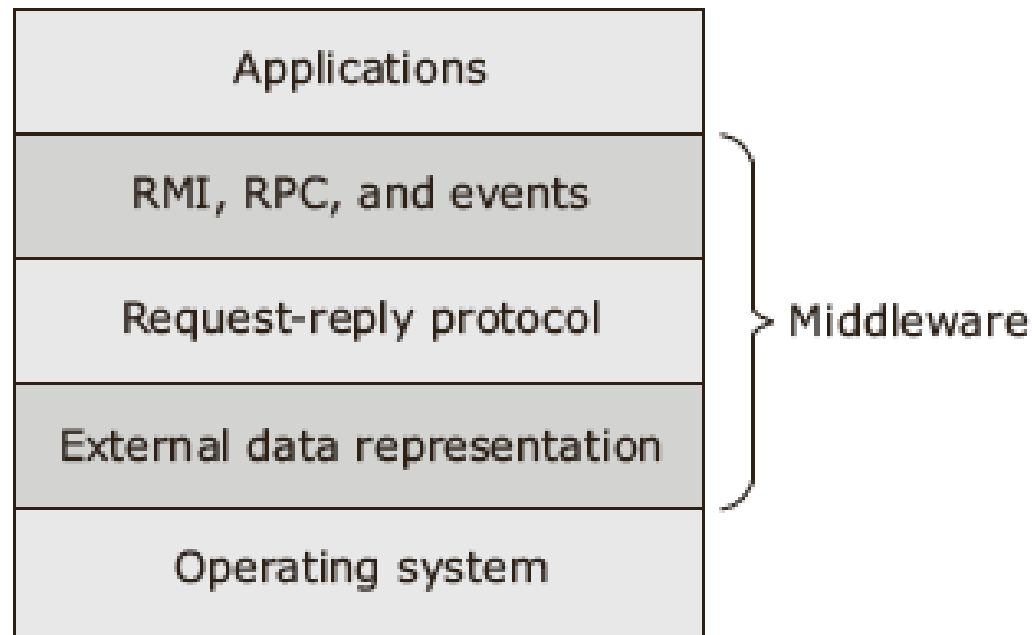 Applications
RMI, RPC, and events
Request-reply protocol
Middleware
External data representation
Operating system